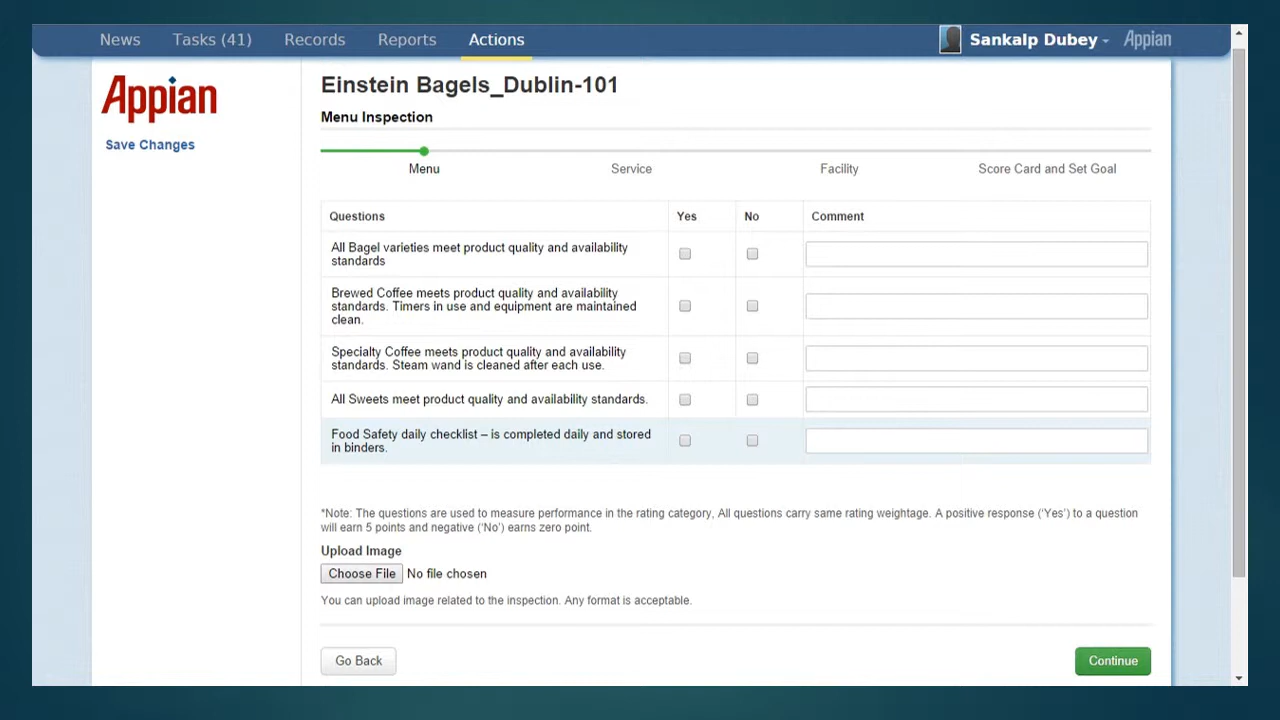 News Tasks (41) Records Reports Actions Sankalp Dubey Appian
Appian
Save Changes
Einstein Bagels_Dublin-101
Menu Inspection
Menu Service Facility Score Card and Set Goal
Questions Yes No Comment
All Bagel varieties meet product quality and availability
standards
Brewed Coffee meets product quality and availability
standards. Timers in use and equipment are maintained
clean.
Specialty Coffee meets product quality and availability
standards. Steam wand is cleaned after each use.
All Sweets meet product quality and availability standards.
Food Safety daily checklist – is completed daily and stored
in binders.
*Note: The questions are used to measure performance in the rating category, All questions carry same rating weightage. A positive response (‘Yes’) to a question
will earn 5 points and negative (‘No’) earns zero point.
Upload Image
Choose File No file chosen
You can upload image related to the inspection. Any format is acceptable.
Go Back Continue